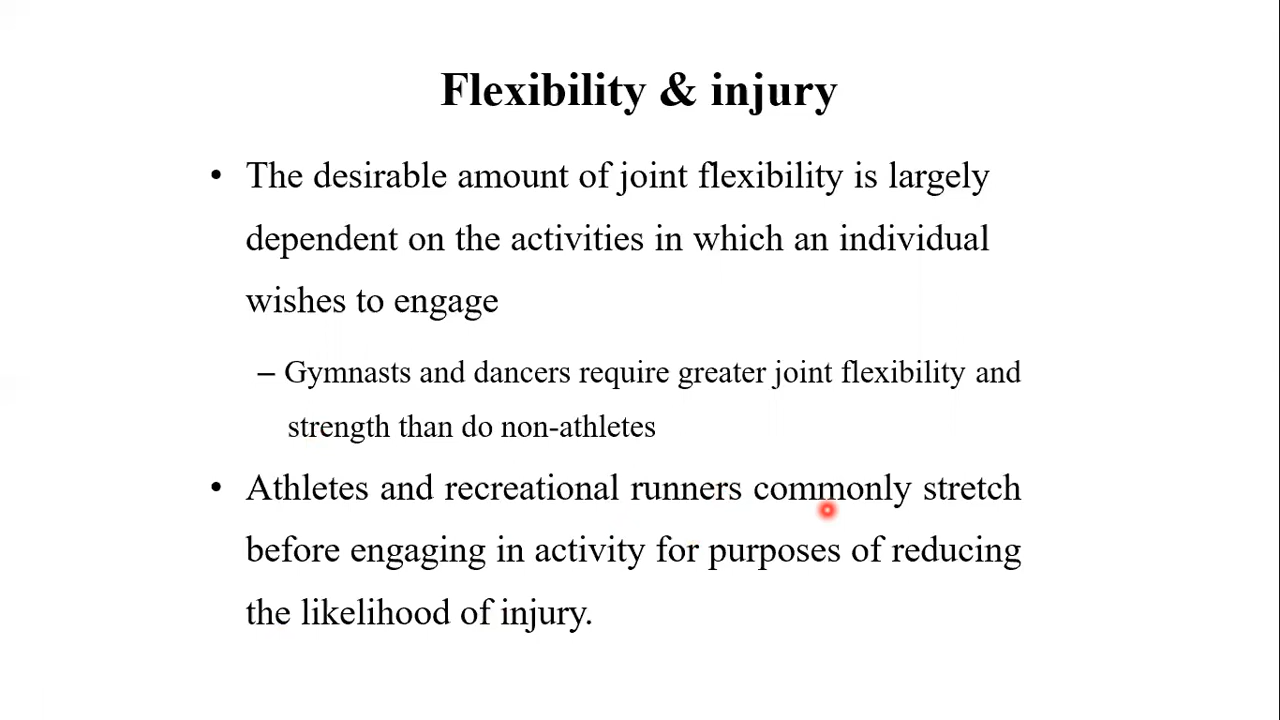 Flexibility & injury
• The desirable amount of joint flexibility is largely
dependent on the activities in which an individual
wishes to engage
– Gymnasts and dancers require greater joint flexibility and
strength than do non-athletes
• Athletes and recreational runners commonly stretch
before engaging in activity for purposes of reducing
the likelihood of injury.